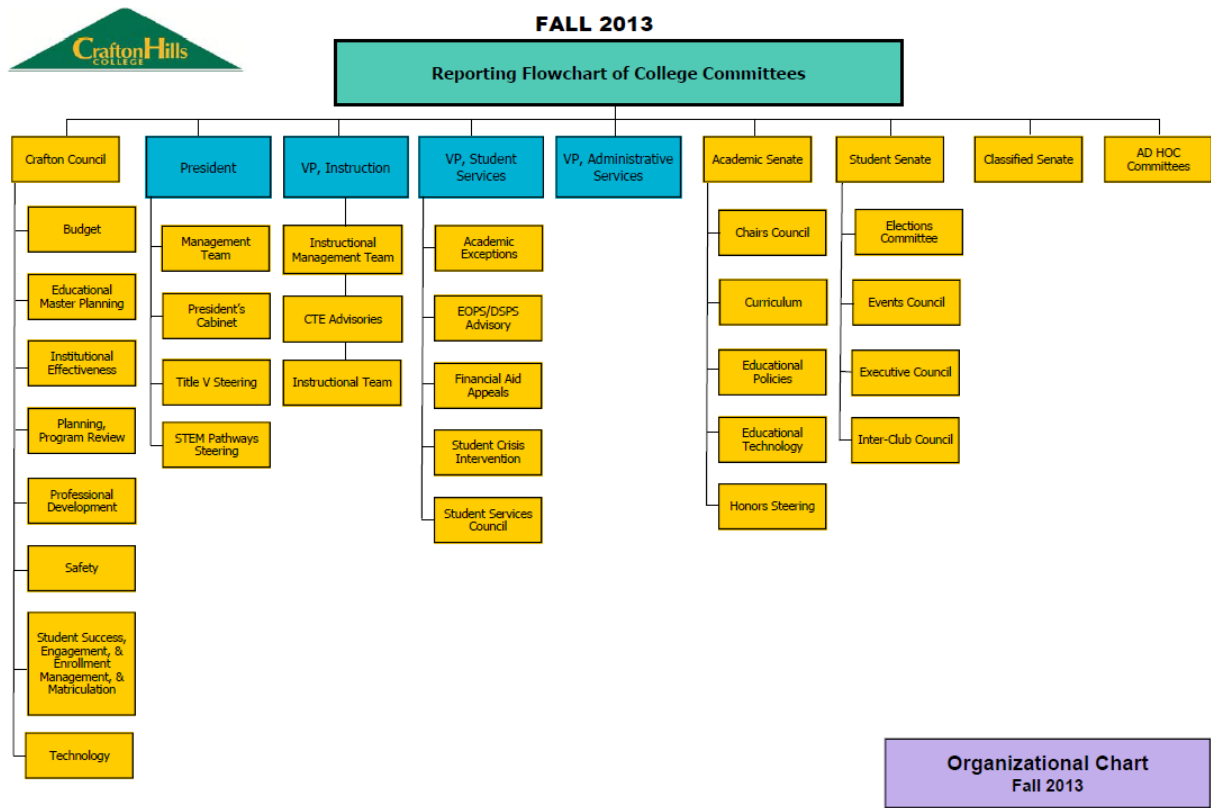 CraftonHills
COLLEGE
FALL 2013
Reporting Flowchart of College Committees
Crafton Council
Budget
Educational
Master Planning
Institutional
Effectiveness
Planning,
Program Review
Professional
Development
Safety
Student Success,
Engagement, &
Enrollment
Management, &
Matriculation
Technology
President
Management
Team
President's
Cabinet
Title V Steering
STEM Pathways
Steering
VP, Instruction
Instructional
Management Team
CTE Advisories
Instructional Team
VP, Student
Services
Academic
Exceptions
EOPS/DSPS
Advisory
Financial Aid
Appeals
Student Crisis
Intervention
Student Services
Council
VP, Administrative
Services
Academic Senate
Chairs Council
Curriculum
Educational
Policies
Educational
Technology
Honors Steering
Student Senate
Elections
Committee
Events Council
Executive Council
Inter-Club Council
Classified Senate
AD HOC
Committees
Organizational Chart
Fall 2013